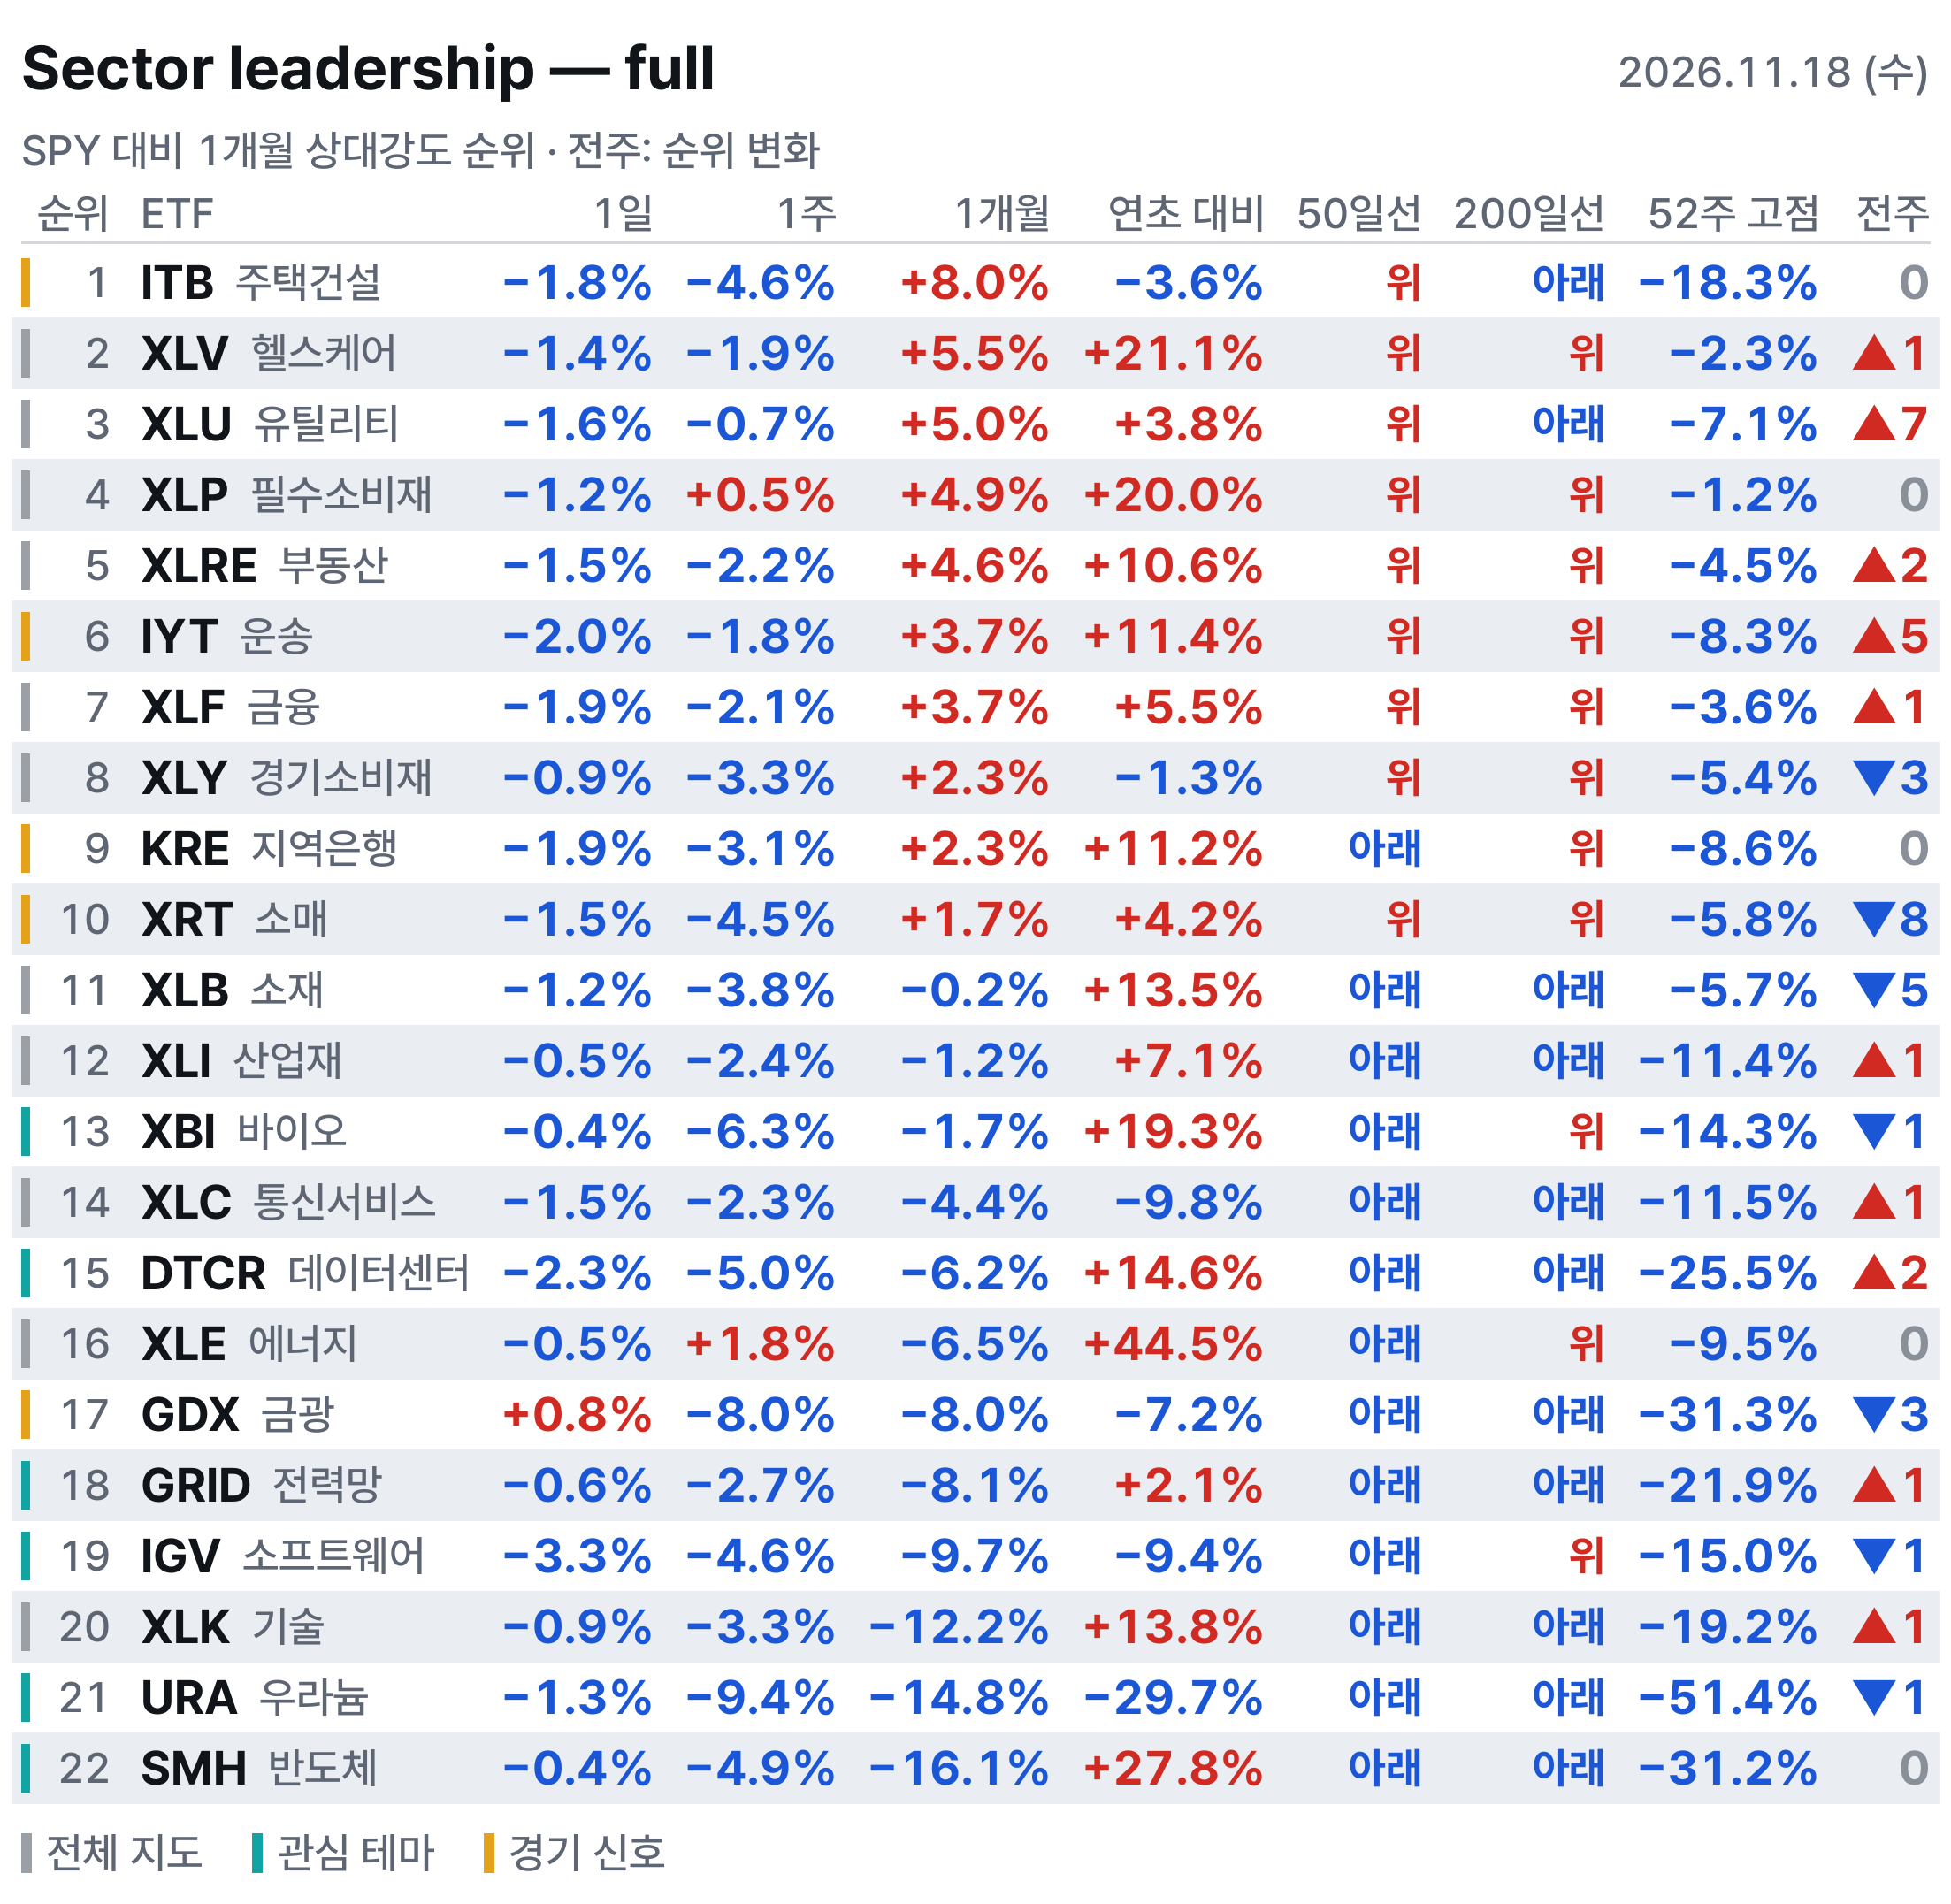 Sector leadership — full 2026.11.18 (수)
SPY 대비 1개월 상대강도 순위 · 전주: 순위 변화
순위 ETF 1일 1주 1개월 연초 대비 50일선 200일선 52주 고점 전주
1 ITB 주택건설 −1.8% −4.6% +8.0% −3.6% 위 아래 −18.3% 0
2 XLV 헬스케어 −1.4% −1.9% +5.5% +21.1% 위 위 −2.3% ▲1
3 XLU 유틸리티 −1.6% −0.7% +5.0% +3.8% 위 아래 −7.1% ▲7
4 XLP 필수소비재 −1.2% +0.5% +4.9% +20.0% 위 위 −1.2% 0
5 XLRE 부동산 −1.5% −2.2% +4.6% +10.6% 위 위 −4.5% ▲2
6 IYT 운송 −2.0% −1.8% +3.7% +11.4% 위 위 −8.3% ▲5
7 XLF 금융 −1.9% −2.1% +3.7% +5.5% 위 위 −3.6% ▲1
8 XLY 경기소비재 −0.9% −3.3% +2.3% −1.3% 위 위 −5.4% ▼3
9 KRE 지역은행 −1.9% −3.1% +2.3% +11.2% 아래 위 −8.6% 0
10 XRT 소매 −1.5% −4.5% +1.7% +4.2% 위 위 −5.8% ▼8
11 XLB 소재 −1.2% −3.8% −0.2% +13.5% 아래 아래 −5.7% ▼5
12 XLI 산업재 −0.5% −2.4% −1.2% +7.1% 아래 아래 −11.4% ▲1
13 XBI 바이오 −0.4% −6.3% −1.7% +19.3% 아래 위 −14.3% ▼1
14 XLC 통신서비스 −1.5% −2.3% −4.4% −9.8% 아래 아래 −11.5% ▲1
15 DTCR 데이터센터 −2.3% −5.0% −6.2% +14.6% 아래 아래 −25.5% ▲2
16 XLE 에너지 −0.5% +1.8% −6.5% +44.5% 아래 위 −9.5% 0
17 GDX 금광 +0.8% −8.0% −8.0% −7.2% 아래 아래 −31.3% ▼3
18 GRID 전력망 −0.6% −2.7% −8.1% +2.1% 아래 아래 −21.9% ▲1
19 IGV 소프트웨어 −3.3% −4.6% −9.7% −9.4% 아래 위 −15.0% ▼1
20 XLK 기술 −0.9% −3.3% −12.2% +13.8% 아래 아래 −19.2% ▲1
21 URA 우라늄 −1.3% −9.4% −14.8% −29.7% 아래 아래 −51.4% ▼1
22 SMH 반도체 −0.4% −4.9% −16.1% +27.8% 아래 아래 −31.2% 0
전체 지도 관심 테마 경기 신호